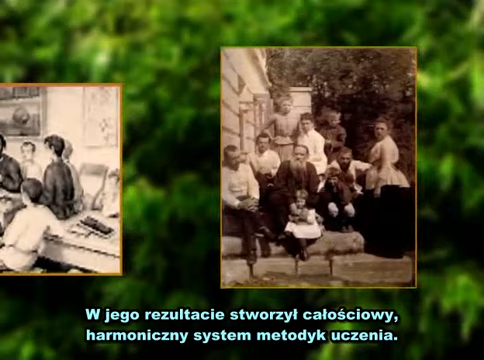 W jego rezultacie stworzył całościowy,
harmoniczny system metodyk uczenia.